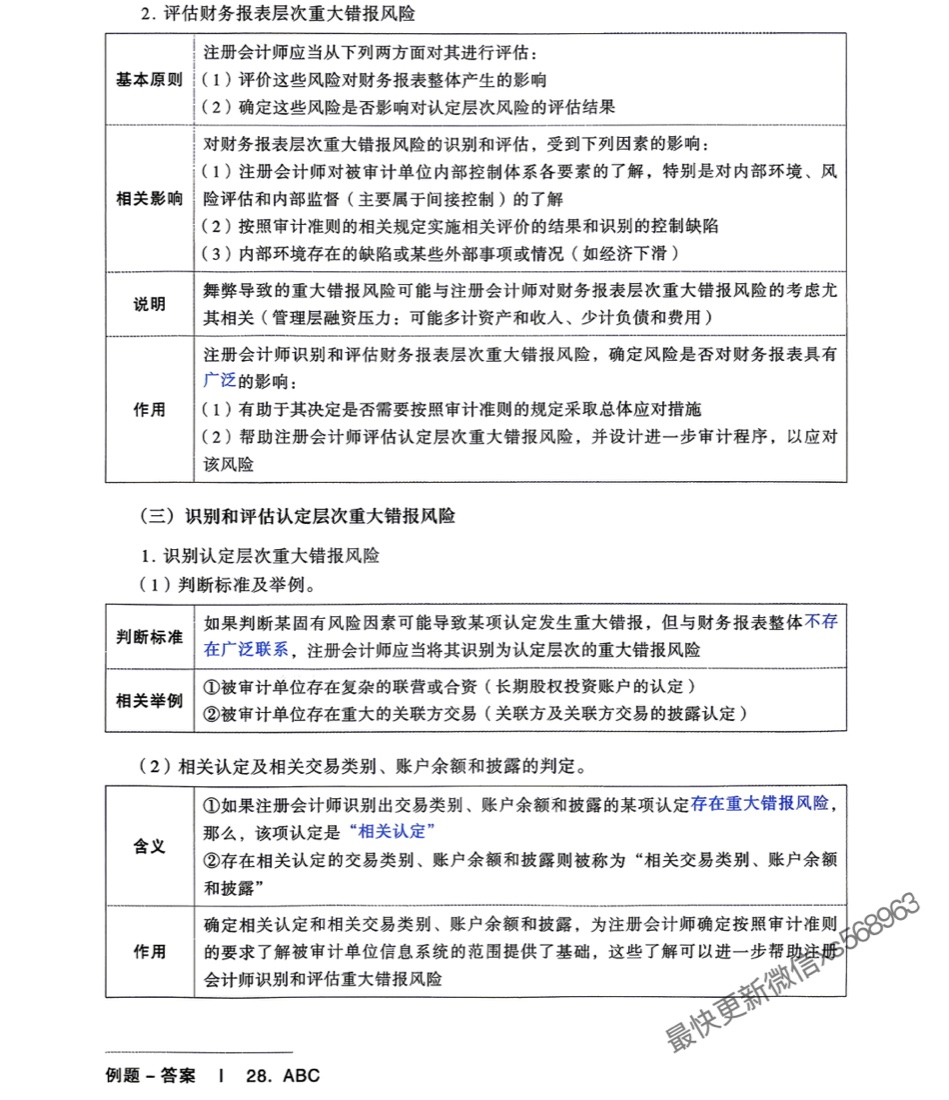 2. 评估财务报表层次重大错报风险
基本原则
注册会计师应当从下列两方面对其进行评估：
（1）评价这些风险对财务报表整体产生的影响
（2）确定这些风险是否影响对认定层次风险的评估结果
相关影响
对财务报表层次重大错报风险的识别和评估，受到下列因素的影响：
（1）注册会计师对被审计单位内部控制体系各要素的了解，特别是对内部环境、风
险评估和内部监督（主要属于间接控制）的了解
（2）按照审计准则的相关规定实施相关评价的结果和识别的控制缺陷
（3）内部环境存在的缺陷或某些外部事项或情况（如经济下滑）
说明
舞弊导致的重大错报风险可能与注册会计师对财务报表层次重大错报风险的考虑尤
其相关（管理层融资压力：可能多计资产和收入、少计负债和费用）
作用
注册会计师识别和评估财务报表层次重大错报风险，确定风险是否对财务报表具有
广泛的影响：
（1）有助于其决定是否需要按照审计准则的规定采取总体应对措施
（2）帮助注册会计师评估认定层次重大错报风险，并设计进一步审计程序，以应对
该风险
（三）识别和评估认定层次重大错报风险
1. 识别认定层次重大错报风险
（1）判断标准及举例。
判断标准
如果判断某固有风险因素可能导致某项认定发生重大错报，但与财务报表整体不存
在广泛联系，注册会计师应当将其识别为认定层次的重大错报风险
相关举例
①被审计单位存在复杂的联营或合资（长期股权投资账户的认定）
②被审计单位存在重大的关联方交易（关联方及关联方交易的披露认定）
（2）相关认定及相关交易类别、账户余额和披露的判定。
含义
①如果注册会计师识别出交易类别、账户余额和披露的某项认定存在重大错报风险，
那么，该项认定是“相关认定”
②存在相关认定的交易类别、账户余额和披露则被称为“相关交易类别、账户余额
和披露”
作用
确定相关认定和相关交易类别、账户余额和披露，为注册会计师确定按照审计准则
的要求了解被审计单位信息系统的范围提供了基础，这些了解可以进一步帮助注册
会计师识别和评估重大错报风险
例题－答案 | 28. ABC